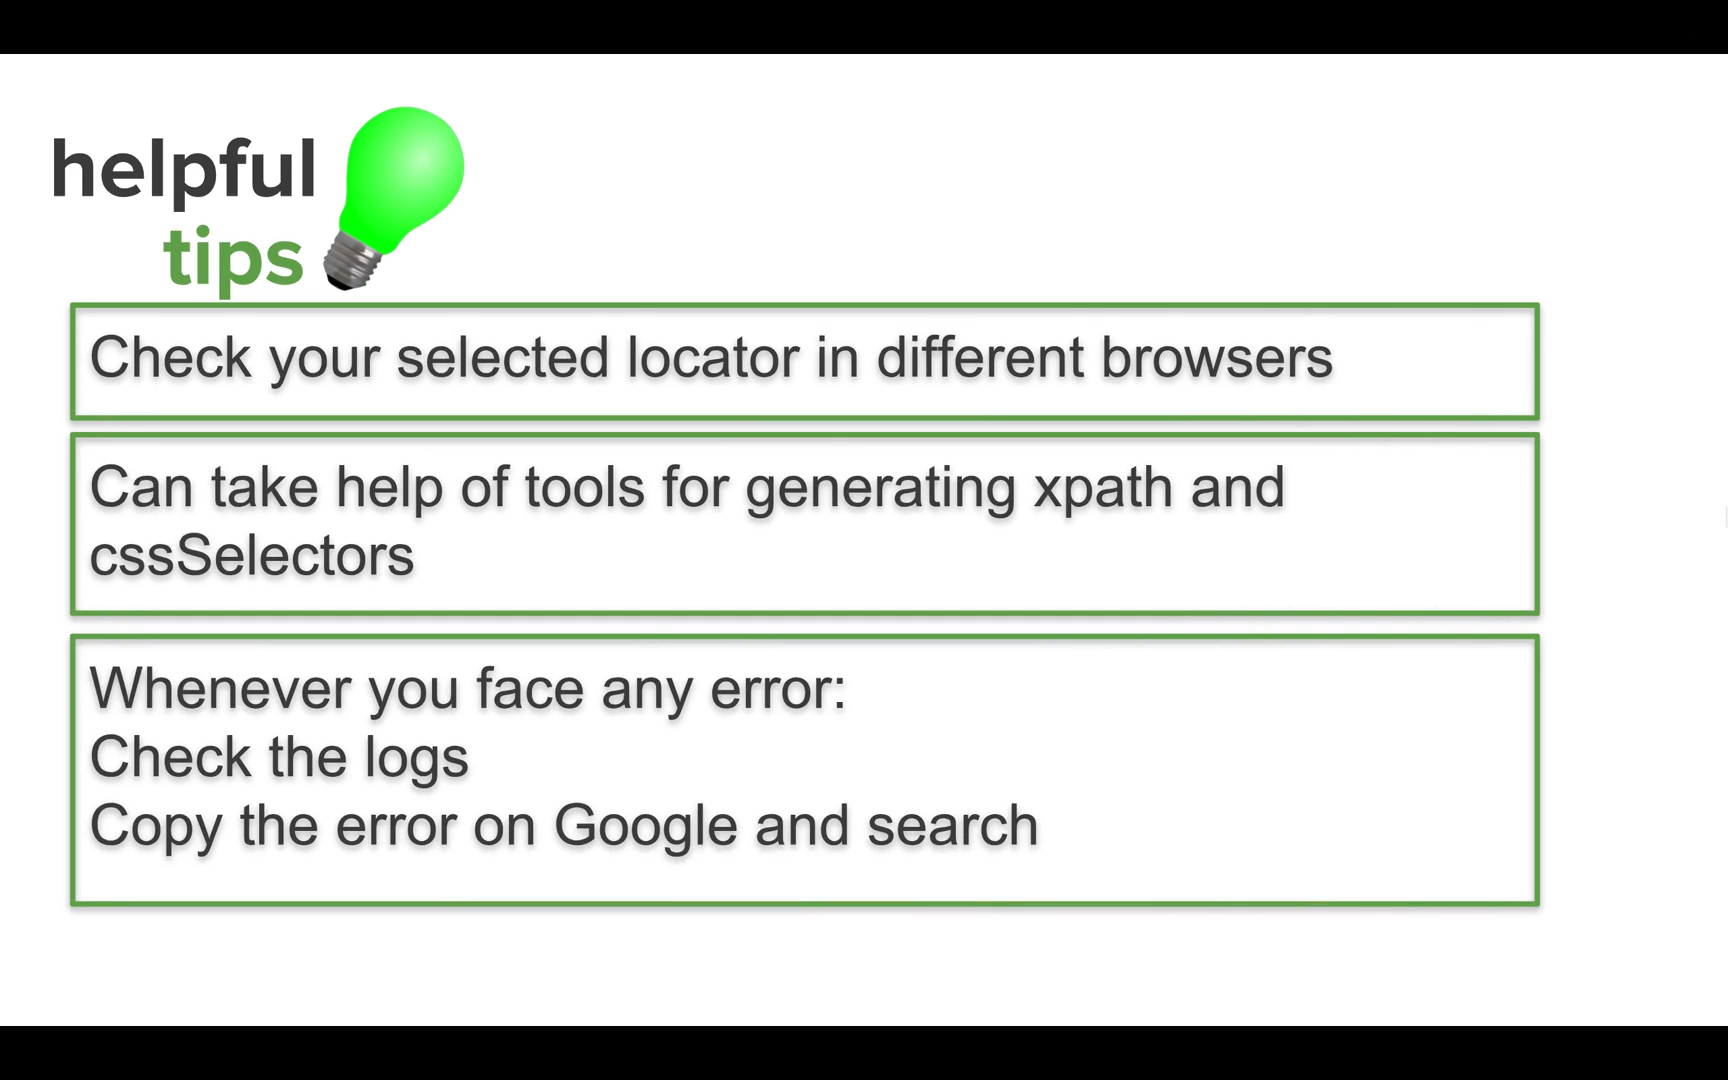 helpful
tips
Check your selected locator in different browsers
Can take help of tools for generating xpath and
cssSelectors
Whenever you face any error:
Check the logs
Copy the error on Google and search